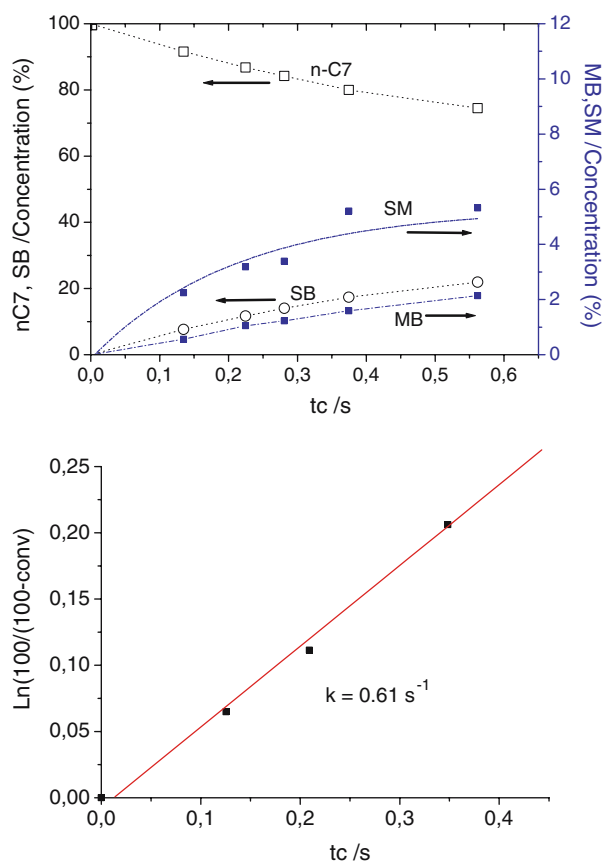 nC7, SB /Concentration (%)
100
80
60
40
20
0
n-C7
SM
SB
MB
12
10
8
6
4
2
0
MB,SM /Concentration (%)
0,0 0,1 0,2 0,3 0,4 0,5 0,6
tc /s
Ln(100/(100-conv)
0,25
0,20
0,15
0,10
0,05
0,00
k = 0.61 s⁻¹
0,0 0,1 0,2 0,3 0,4
tc /s